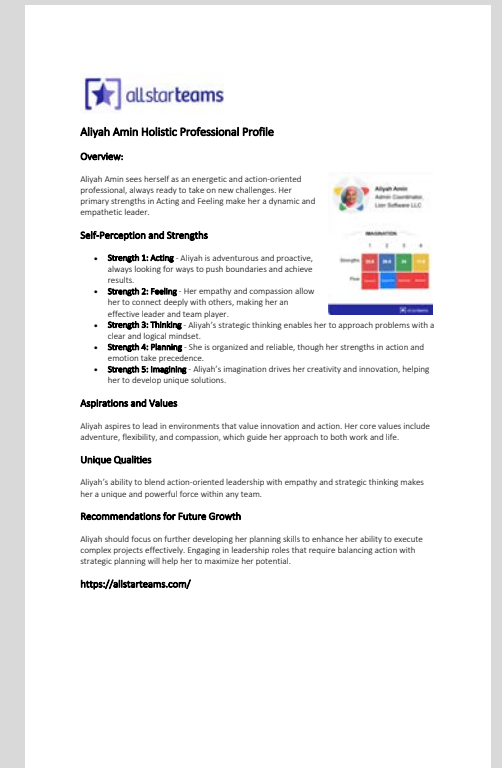 allstarteams
Aliyah Amin Holistic Professional Profile
Overview:
Aliyah Amin sees herself as an energetic and action-oriented
professional, always ready to take on new challenges. Her
primary strengths in Acting and Feeling make her a dynamic and
empathetic leader.
Aliyah Amin
Admin Coordinator,
Lion Software LLC
IMAGINATION
1 2 3 4
Strengths
Flow
Self-Perception and Strengths
• Strength 1: Acting - Aliyah is adventurous and proactive,
always looking for ways to push boundaries and achieve
results.
• Strength 2: Feeling - Her empathy and compassion allow
her to connect deeply with others, making her an
effective leader and team player.
• Strength 3: Thinking - Aliyah’s strategic thinking enables her to approach problems with a
clear and logical mindset.
• Strength 4: Planning - She is organized and reliable, though her strengths in action and
emotion take precedence.
• Strength 5: Imagining - Aliyah’s imagination drives her creativity and innovation, helping
her to develop unique solutions.
Aspirations and Values
Aliyah aspires to lead in environments that value innovation and action. Her core values include
adventure, flexibility, and compassion, which guide her approach to both work and life.
Unique Qualities
Aliyah’s ability to blend action-oriented leadership with empathy and strategic thinking makes
her a unique and powerful force within any team.
Recommendations for Future Growth
Aliyah should focus on further developing her planning skills to enhance her ability to execute
complex projects effectively. Engaging in leadership roles that require balancing action with
strategic planning will help her to maximize her potential.
https://allstarteams.com/